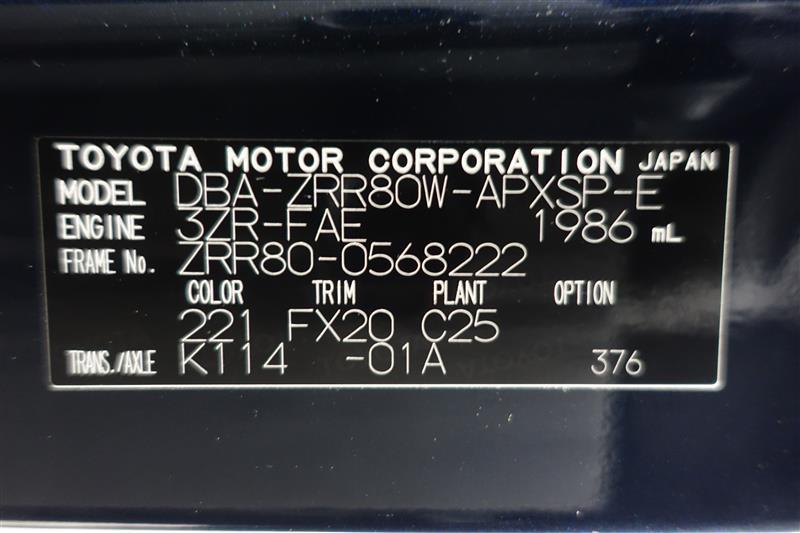 TOYOTA MOTOR CORPORATION JAPAN
MODEL DBA-ZRR80W-APXSP-E
ENGINE 3ZR-FAE 1986 mL
FRAME No. ZRR80-0568222
COLOR TRIM PLANT OPTION
221 FX20 C25
TRANS./AXLE K114 -01A 376